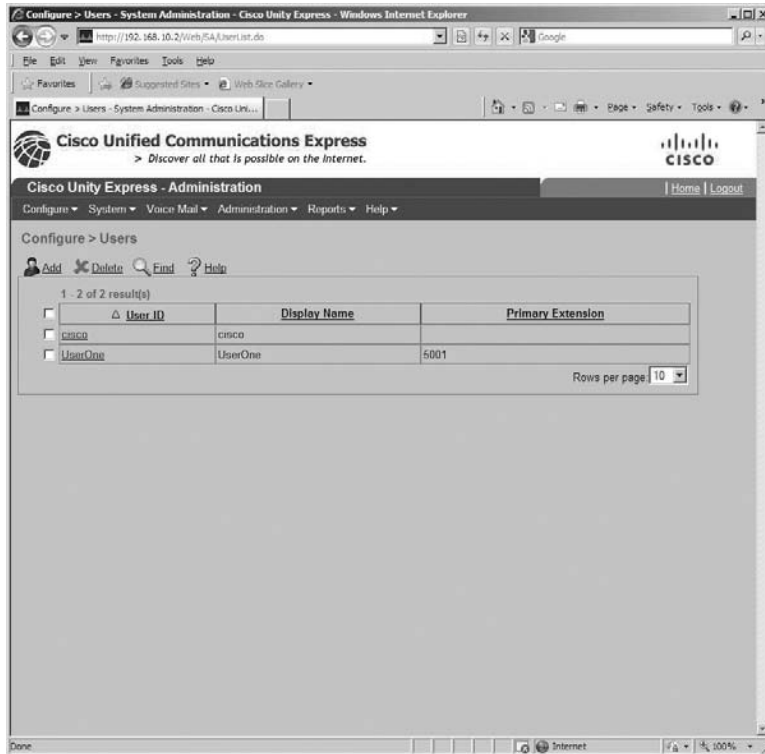 Configure > Users - System Administration - Cisco Unity Express - Windows Internet Explorer
http://192.168.10.2/Web/SA/UserList.do
Google
File Edit View Favorites Tools Help
Favorites Suggested Sites Web Slice Gallery
Configure > Users - System Administration - Cisco Uni...
Page Safety Tools
Cisco Unified Communications Express
> Discover all that is possible on the Internet.
CISCO
Cisco Unity Express - Administration
| Home | Logout
Configure System Voice Mail Administration Reports Help
Configure > Users
Add Delete Find Help
1 - 2 of 2 result(s)
User ID Display Name Primary Extension
cisco cisco
UserOne UserOne 5001
Rows per page: 10
Done Internet 100%